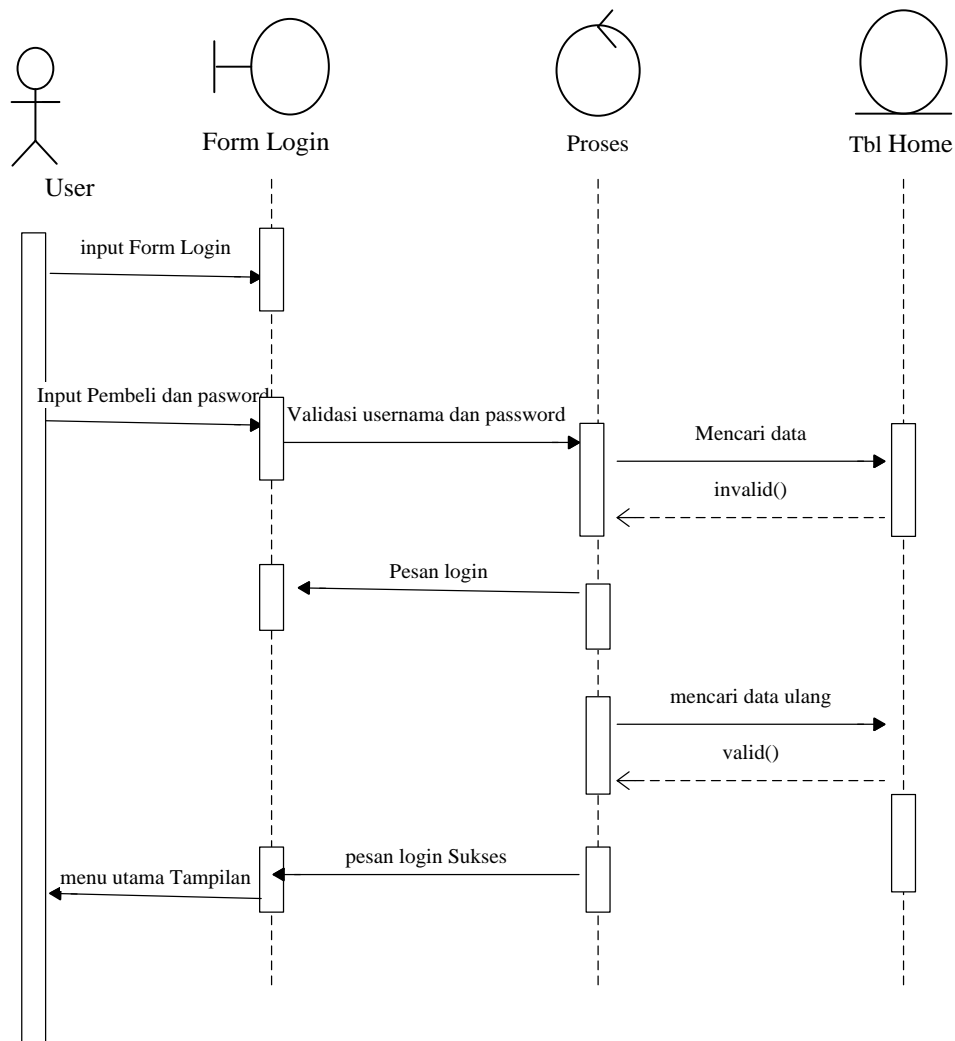 Form Login
Proses
Tbl Home
User
input Form Login
Input Pembeli dan pasword
Validasi usernama dan password
Mencari data
invalid()
Pesan login
mencari data ulang
valid()
pesan login Sukses
menu utama Tampilan